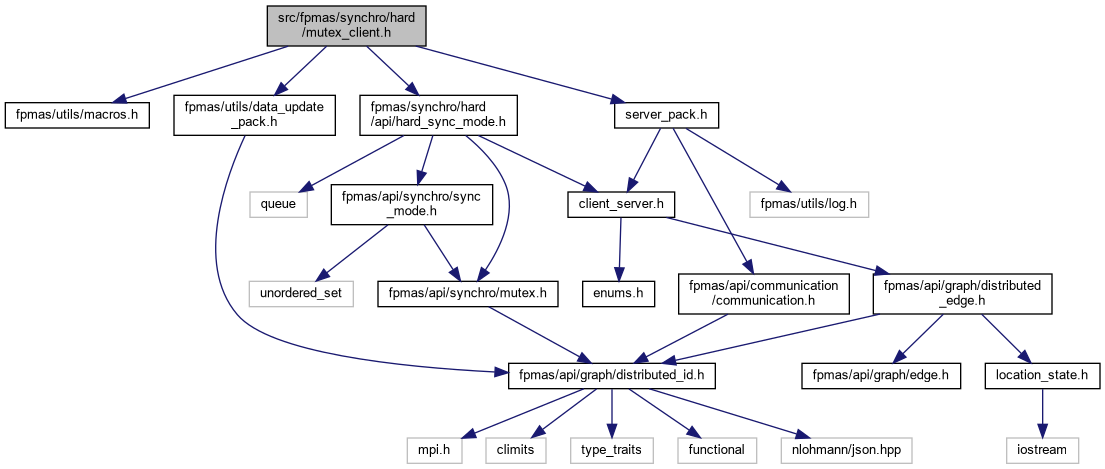 src/fpmas/synchro/hard
/mutex_client.h
fpmas/utils/macros.h
fpmas/utils/data_update
_pack.h
fpmas/synchro/hard
/api/hard_sync_mode.h
server_pack.h
queue
fpmas/api/synchro/sync
_mode.h
client_server.h
fpmas/utils/log.h
unordered_set
fpmas/api/synchro/mutex.h
enums.h
fpmas/api/communication
/communication.h
fpmas/api/graph/distributed
_edge.h
fpmas/api/graph/distributed_id.h
fpmas/api/graph/edge.h
location_state.h
mpi.h
climits
type_traits
functional
nlohmann/json.hpp
iostream